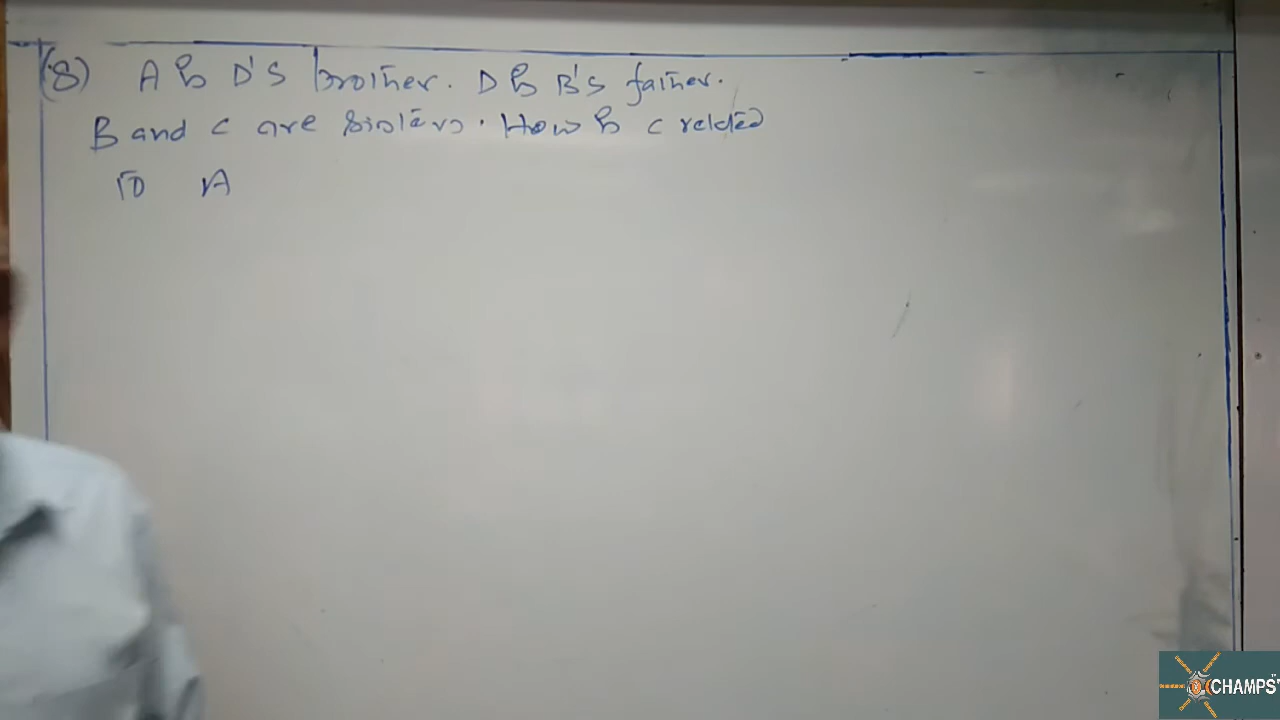 (8) A is D'S brother. D is B'S father.
B and C are sisters. How is C related
To A
CHAMPS